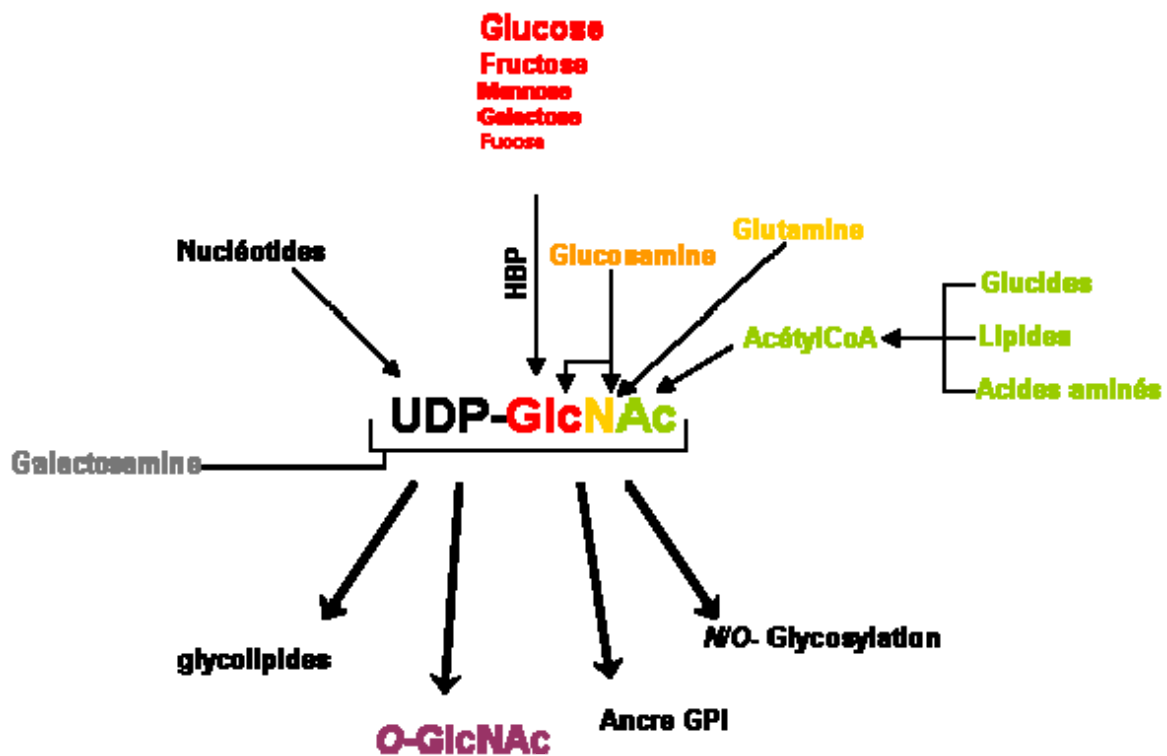 Glucose
Fructose
Mannose
Galactose
Fucose
Nucléotides
HBP
Glucosamine
Glutamine
Glucides
AcétylCoA
Lipides
Acides aminés
UDP-GlcNAc
Galactosamine
glycolipides
N/O- Glycosylation
O-GlcNAc
Ancre GPI